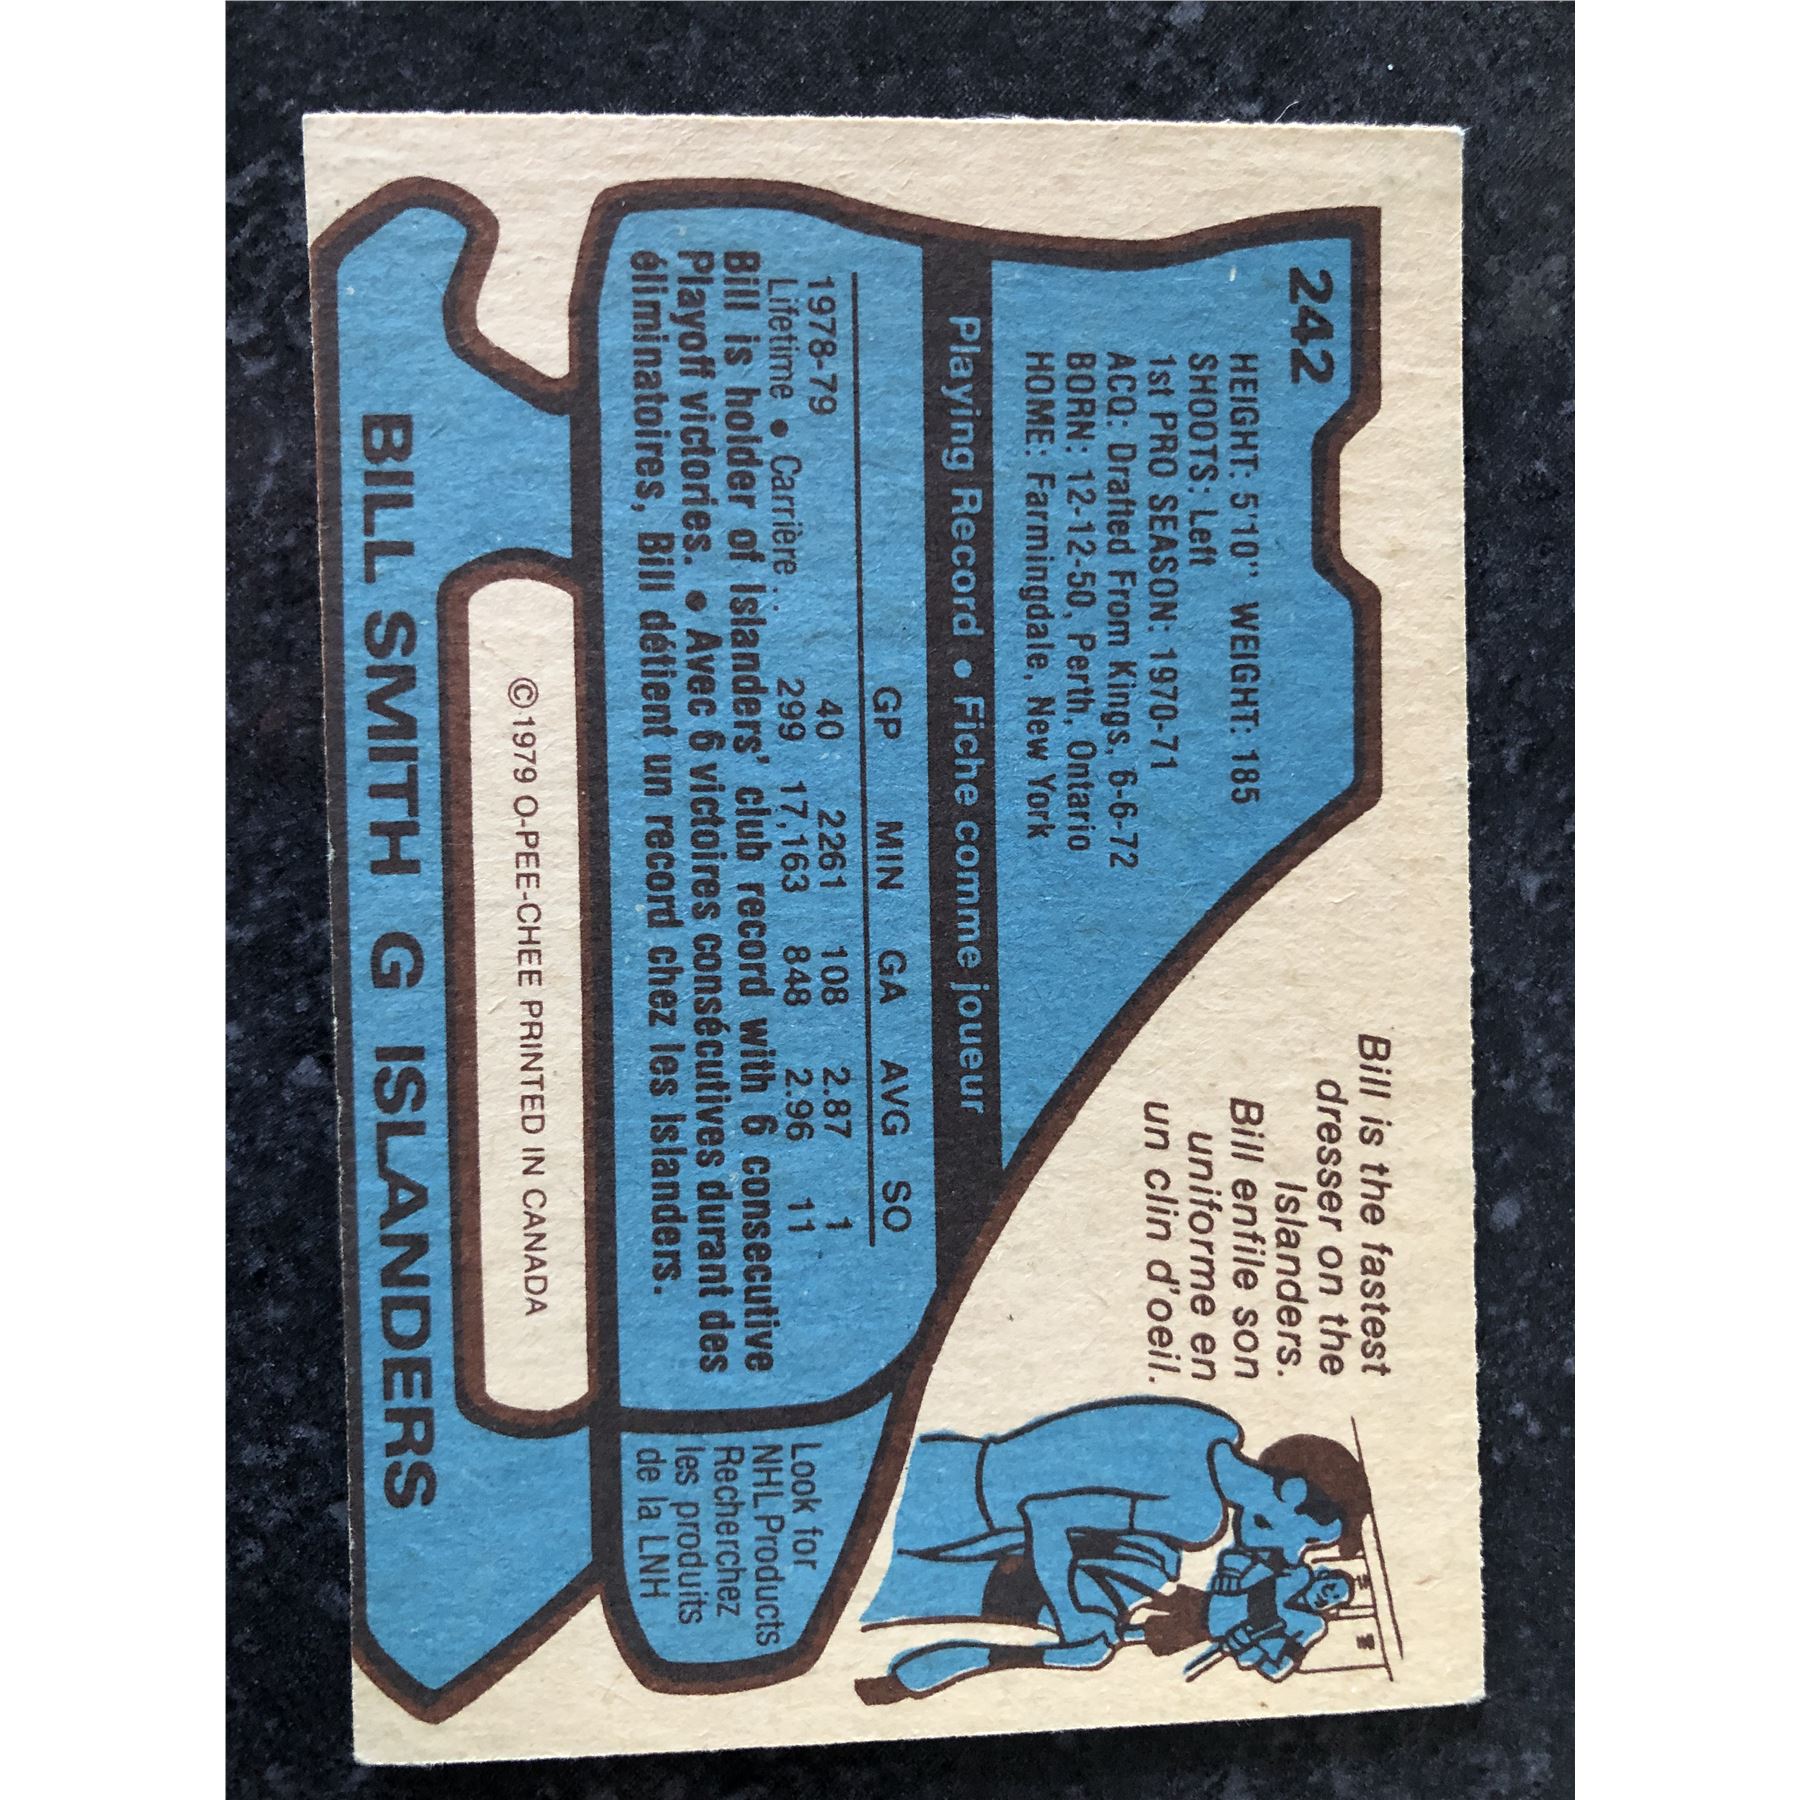 242
HEIGHT: 5'10" WEIGHT: 185
SHOOTS: Left
1st PRO SEASON: 1970-71
ACQ: Drafted From Kings, 6-6-72
BORN: 12-12-50, Perth, Ontario
HOME: Farmingdale, New York
Bill is the fastest
dresser on the
Islanders.
Bill enfile son
uniforme en
un clin d'oeil.
Playing Record • Fiche comme joueur
GP MIN GA AVG SO
1978-79 40 2261 108 2.87 1
Lifetime • Carrière . . 299 17,163 848 2.96 11
Bill is holder of Islanders' club record with 6 consecutive
Playoff victories. • Avec 6 victoires consécutives durant des
éliminatoires, Bill détient un record chez les Islanders.
Look for
NHL Products
Recherchez
les produits
de la LNH
©1979 O-PEE-CHEE PRINTED IN CANADA
BILL SMITH G ISLANDERS